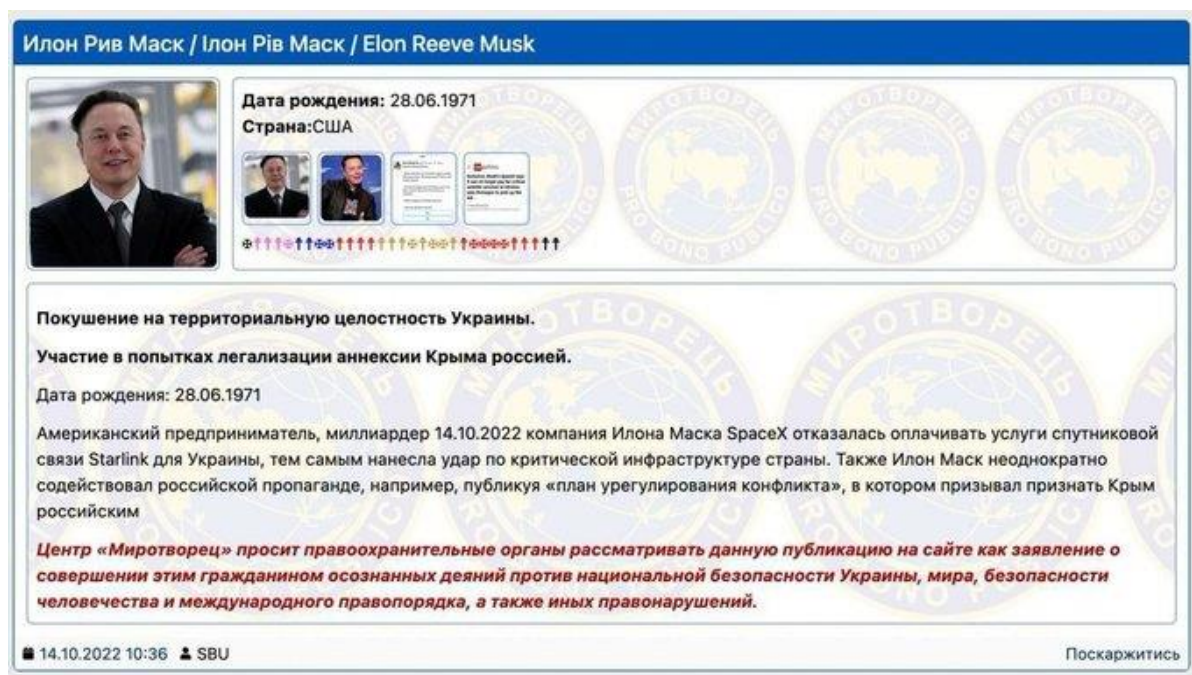 Илон Рив Маск / Ілон Рів Маск / Elon Reeve Musk
Дата рождения: 28.06.1971
Страна:США
Покушение на территориальную целостность Украины.
Участие в попытках легализации аннексии Крыма россией.
Дата рождения: 28.06.1971
Американский предприниматель, миллиардер 14.10.2022 компания Илона Маска SpaceX отказалась оплачивать услуги спутниковой
связи Starlink для Украины, тем самым нанесла удар по критической инфраструктуре страны. Также Илон Маск неоднократно
содействовал российской пропаганде, например, публикуя «план урегулирования конфликта», в котором призывал признать Крым
российским
Центр «Миротворец» просит правоохранительные органы рассматривать данную публикацию на сайте как заявление о
совершении этим гражданином осознанных деяний против национальной безопасности Украины, мира, безопасности
человечества и международного правопорядка, а также иных правонарушений.
14.10.2022 10:36 SBU
Поскаржитись
МИРОТВОРЕЦЬ
PRO BONO PUBLICO